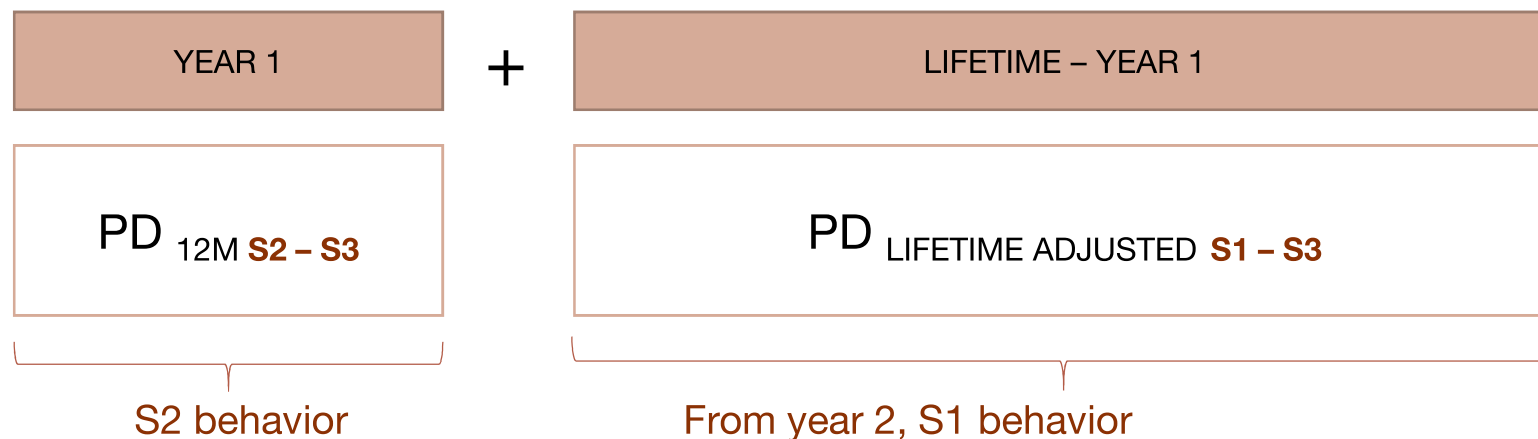 YEAR 1 + LIFETIME – YEAR 1
PD 12M S2 – S3
PD LIFETIME ADJUSTED S1 – S3
S2 behavior
From year 2, S1 behavior